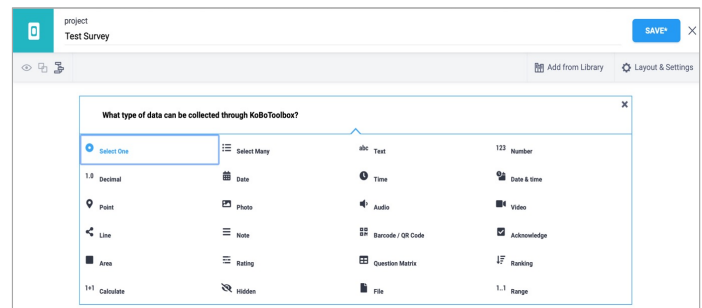 project
Test Survey
SAVE*
Add from Library
Layout & Settings
What type of data can be collected through KoBoToolbox?
Select One
Select Many
abc Text
123 Number
1.0 Decimal
Date
Time
Date & time
Point
Photo
Audio
Video
Line
Note
Barcode / QR Code
Acknowledge
Area
Rating
Question Matrix
Ranking
1+1 Calculate
Hidden
File
1..1 Range